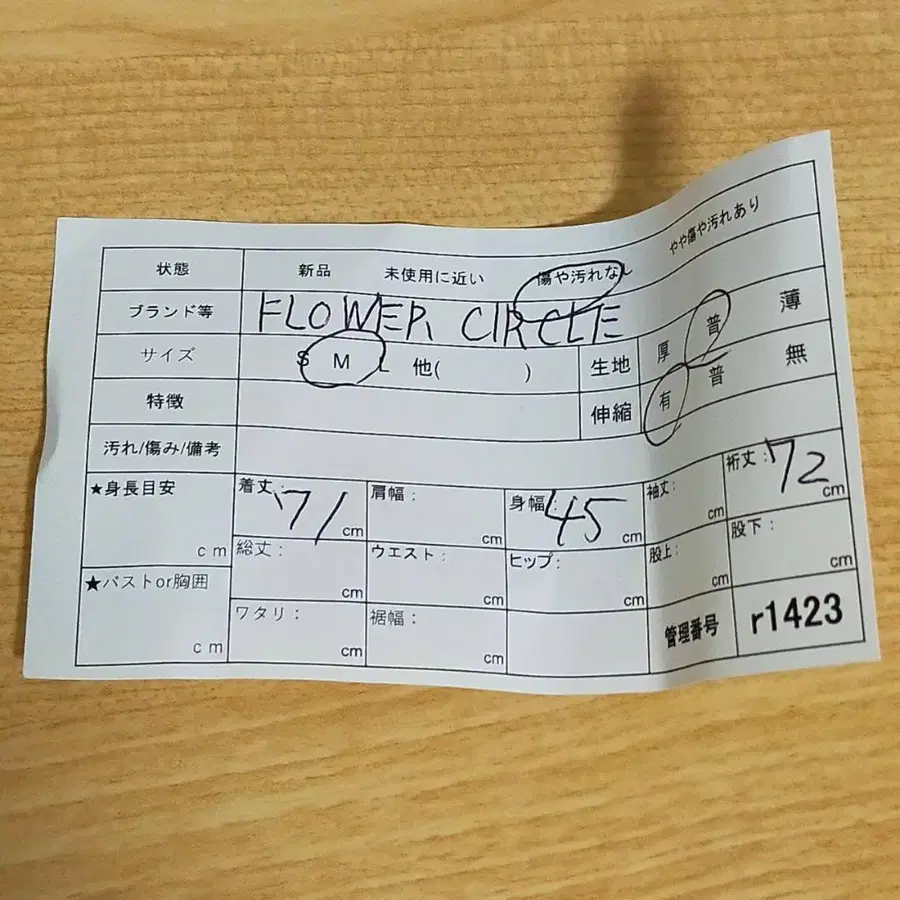 状態 新品 未使用に近い 傷や汚れなし やや傷や汚れあり
ブランド等 FLOWER CIRCLE
サイズ S M L 他( ) 生地 厚 普 薄
特徴 伸縮 有 普 無
汚れ/傷み/備考
★身長目安 cm 着丈: 71 cm 肩幅: cm 身幅: 45 cm 袖丈: cm 裄丈: 72 cm
総丈: cm ウエスト: cm ヒップ: cm 股上: cm 股下: cm
★バストor胸囲 cm ワタリ: cm 裾幅: cm 管理番号 r1423